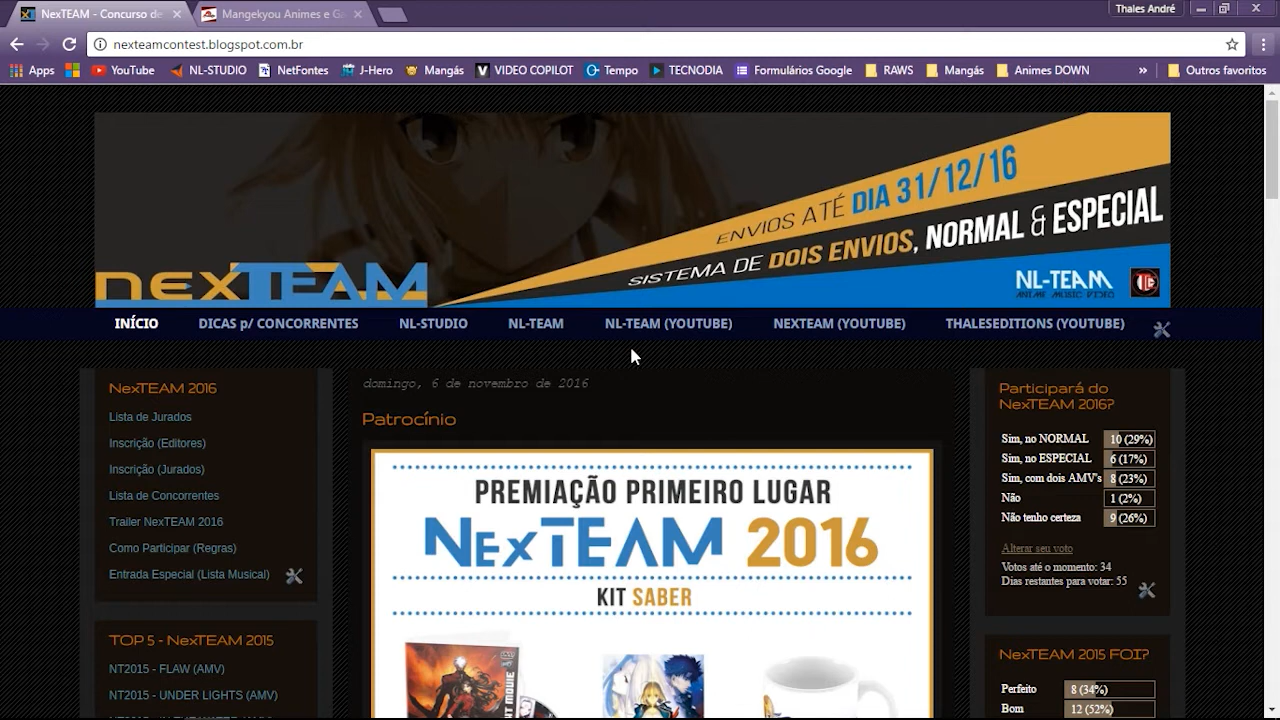 NexTEAM - Concurso de
Mangekyou Animes e Ga
Thales André
nexteamcontest.blogspot.com.br
Apps
YouTube
NL-STUDIO
NetFontes
J-Hero
Mangás
VIDEO COPILOT
Tempo
TECNODIA
Formulários Google
RAWS
Mangás
Animes DOWN
»
Outros favoritos
ENVIOS ATÉ DIA 31/12/16
SISTEMA DE DOIS ENVIOS, NORMAL & ESPECIAL
nexTEAM
NL-TEAM
ANIME MUSIC VIDEO
INÍCIO
DICAS p/ CONCORRENTES
NL-STUDIO
NL-TEAM
NL-TEAM (YOUTUBE)
NEXTEAM (YOUTUBE)
THALESEDITIONS (YOUTUBE)
NexTEAM 2016
Lista de Jurados
Inscrição (Editores)
Inscrição (Jurados)
Lista de Concorrentes
Trailer NexTEAM 2016
Como Participar (Regras)
Entrada Especial (Lista Musical)
TOP 5 - NexTEAM 2015
NT2015 - FLAW (AMV)
NT2015 - UNDER LIGHTS (AMV)
domingo, 6 de novembro de 2016
Patrocínio
PREMIAÇÃO PRIMEIRO LUGAR
NexTEAM 2016
KIT SABER
Participará do
NexTEAM 2016?
Sim, no NORMAL 10 (29%)
Sim, no ESPECIAL 6 (17%)
Sim, com dois AMV's 8 (23%)
Não 1 (2%)
Não tenho certeza 9 (26%)
Alterar seu voto
Votos até o momento: 34
Dias restantes para votar: 55
NexTEAM 2015 FOI?
Perfeito 8 (34%)
Bom 12 (52%)